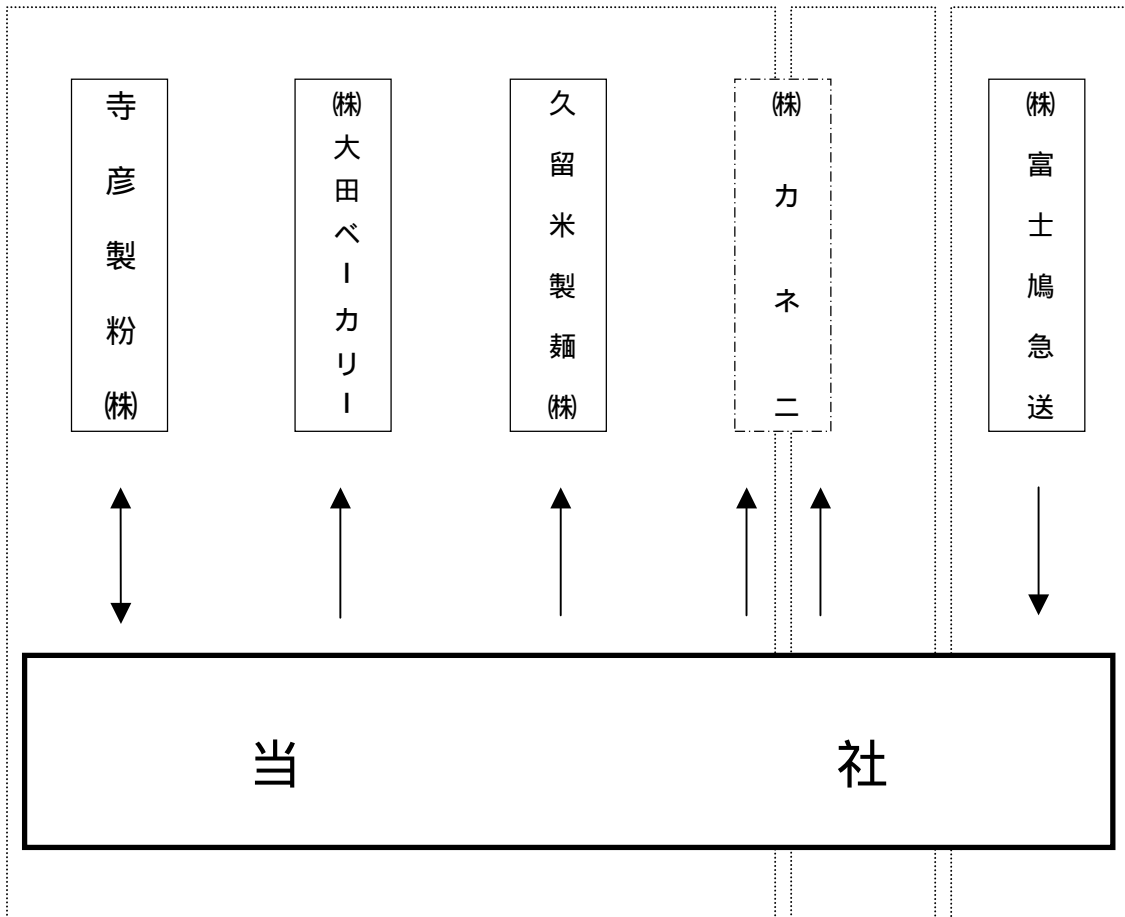 寺彦製粉㈱
㈱大田ベーカリー
久留米製麺㈱
㈱カネニ
㈱富士鳩急送
当社